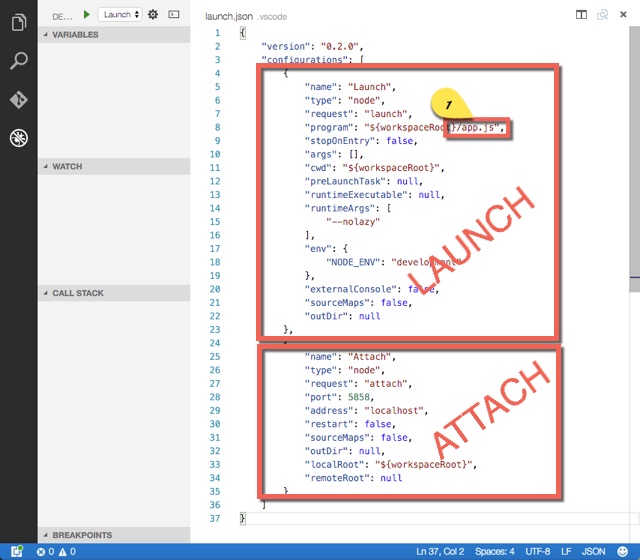 DE... Launch
launch.json .vscode
VARIABLES
WATCH
CALL STACK
BREAKPOINTS
1 {
2 "version": "0.2.0",
3 "configurations": [
4 {
5 "name": "Launch",
6 "type": "node",
7 "request": "launch",
8 "program": "${workspaceRoot}/app.js",
9 "stopOnEntry": false,
10 "args": [],
11 "cwd": "${workspaceRoot}",
12 "preLaunchTask": null,
13 "runtimeExecutable": null,
14 "runtimeArgs": [
15 "--nolazy"
16 ],
17 "env": {
18 "NODE_ENV": "development"
19 },
20 "externalConsole": false,
21 "sourceMaps": false,
22 "outDir": null
23 },
24 {
25 "name": "Attach",
26 "type": "node",
27 "request": "attach",
28 "port": 5858,
29 "address": "localhost",
30 "restart": false,
31 "sourceMaps": false,
32 "outDir": null,
33 "localRoot": "${workspaceRoot}",
34 "remoteRoot": null
35 }
36 ]
37 }
1
LAUNCH
ATTACH
0 0 Ln 37, Col 2 Spaces: 4 UTF-8 LF JSON